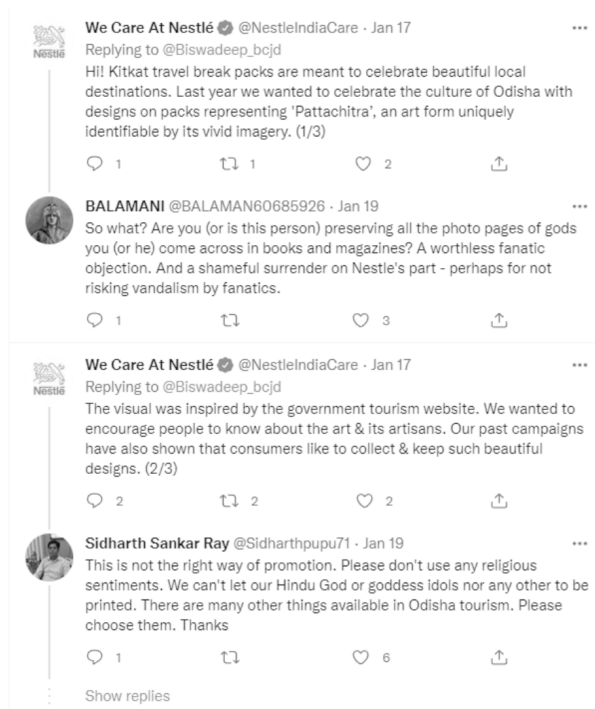 We Care At Nestlé @NestleIndiaCare · Jan 17
Nestlé
Replying to @Biswadeep_bcjd
Hi! Kitkat travel break packs are meant to celebrate beautiful local
destinations. Last year we wanted to celebrate the culture of Odisha with
designs on packs representing 'Pattachitra', an art form uniquely
identifiable by its vivid imagery. (1/3)
1 1 2
BALAMANI @BALAMAN60685926 · Jan 19
So what? Are you (or is this person) preserving all the photo pages of gods
you (or he) come across in books and magazines? A worthless fanatic
objection. And a shameful surrender on Nestle's part - perhaps for not
risking vandalism by fanatics.
1 3
We Care At Nestlé @NestleIndiaCare · Jan 17
Nestlé
Replying to @Biswadeep_bcjd
The visual was inspired by the government tourism website. We wanted to
encourage people to know about the art & its artisans. Our past campaigns
have also shown that consumers like to collect & keep such beautiful
designs. (2/3)
2 2 2
Sidharth Sankar Ray @Sidharthpupu71 · Jan 19
This is not the right way of promotion. Please don't use any religious
sentiments. We can't let our Hindu God or goddess idols nor any other to be
printed. There are many other things available in Odisha tourism. Please
choose them. Thanks
1 6
Show replies